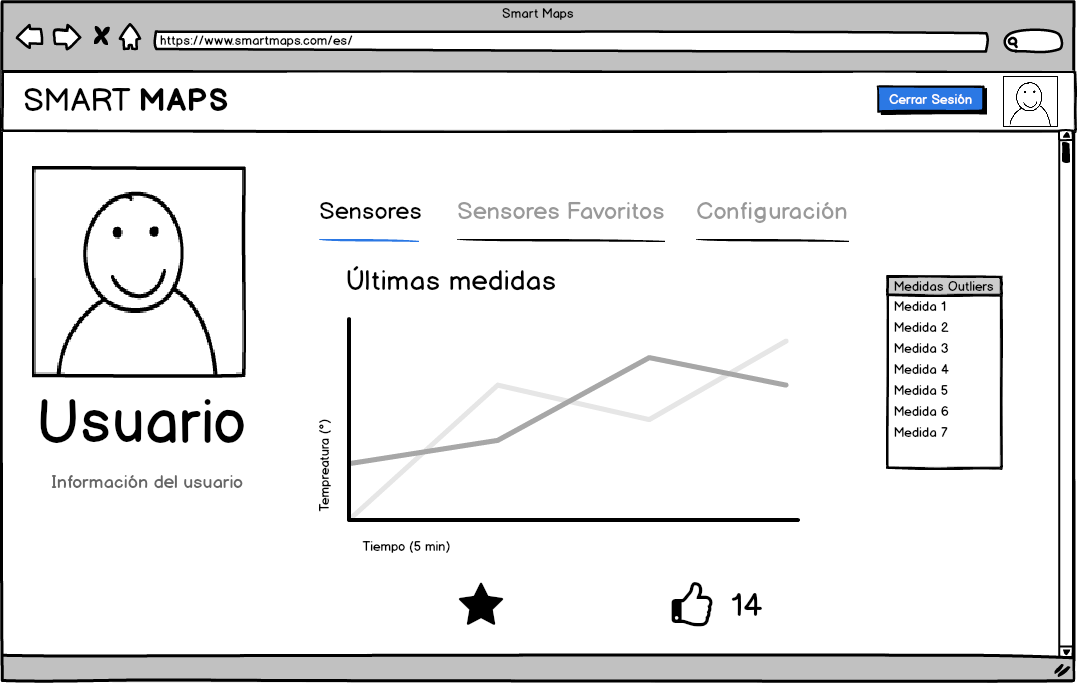 Smart Maps
https://www.smartmaps.com/es/
SMART MAPS
Cerrar Sesión
Sensores
Sensores Favoritos
Configuración
Últimas medidas
Medidas Outliers
Medida 1
Medida 2
Medida 3
Medida 4
Medida 5
Medida 6
Medida 7
Usuario
Información del usuario
Tempreatura (°)
Tiempo (5 min)
14